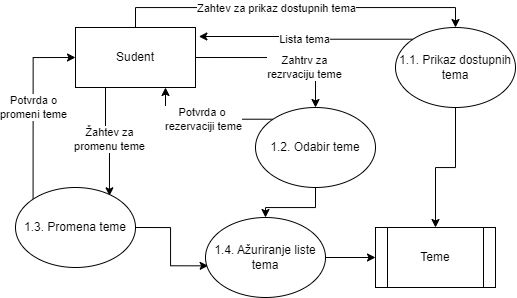 Zahtev za prikaz dostupnih tema
Lista tema
Sudent
1.1. Prikaz dostupnih
tema
Zahtrv za
rezrvaciju teme
Potvrda o
promeni teme
Potvrda o
rezervaciji teme
Žahtev za
promenu teme
1.2. Odabir teme
1.3. Promena teme
1.4. Ažuriranje liste
tema
Teme